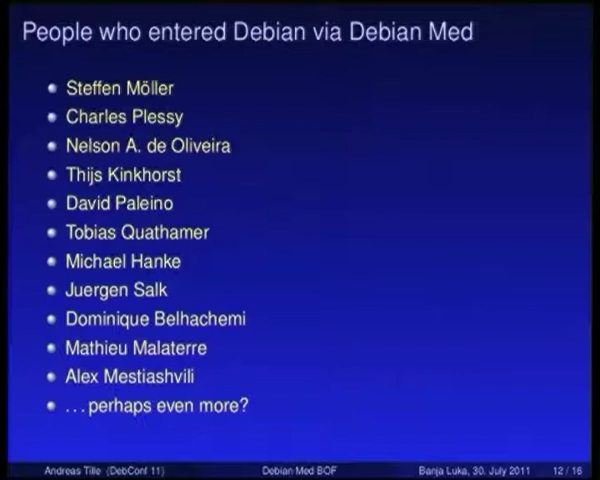 People who entered Debian via Debian Med
Steffen Möller
Charles Plessy
Nelson A. de Oliveira
Thijs Kinkhorst
David Paleino
Tobias Quathamer
Michael Hanke
Juergen Salk
Dominique Belhachemi
Mathieu Malaterre
Alex Mestiashvili
...perhaps even more?
Andreas Tille (DebConf 11) Debian Med BOF Banja Luka, 30. July 2011 12 / 16